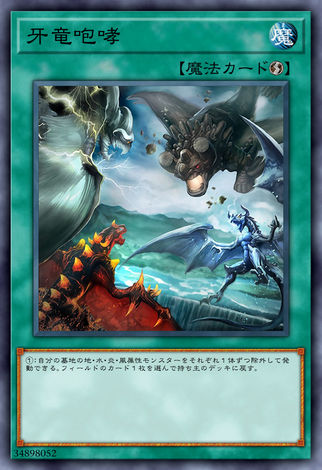 牙竜咆哮
魔
【魔法カード】
①:自分の墓地の地・水・炎・風属性モンスターをそれぞれ１体ずつ除外して発
動できる。フィールドのカード１枚を選んで持ち主のデッキに戻す。
34898052